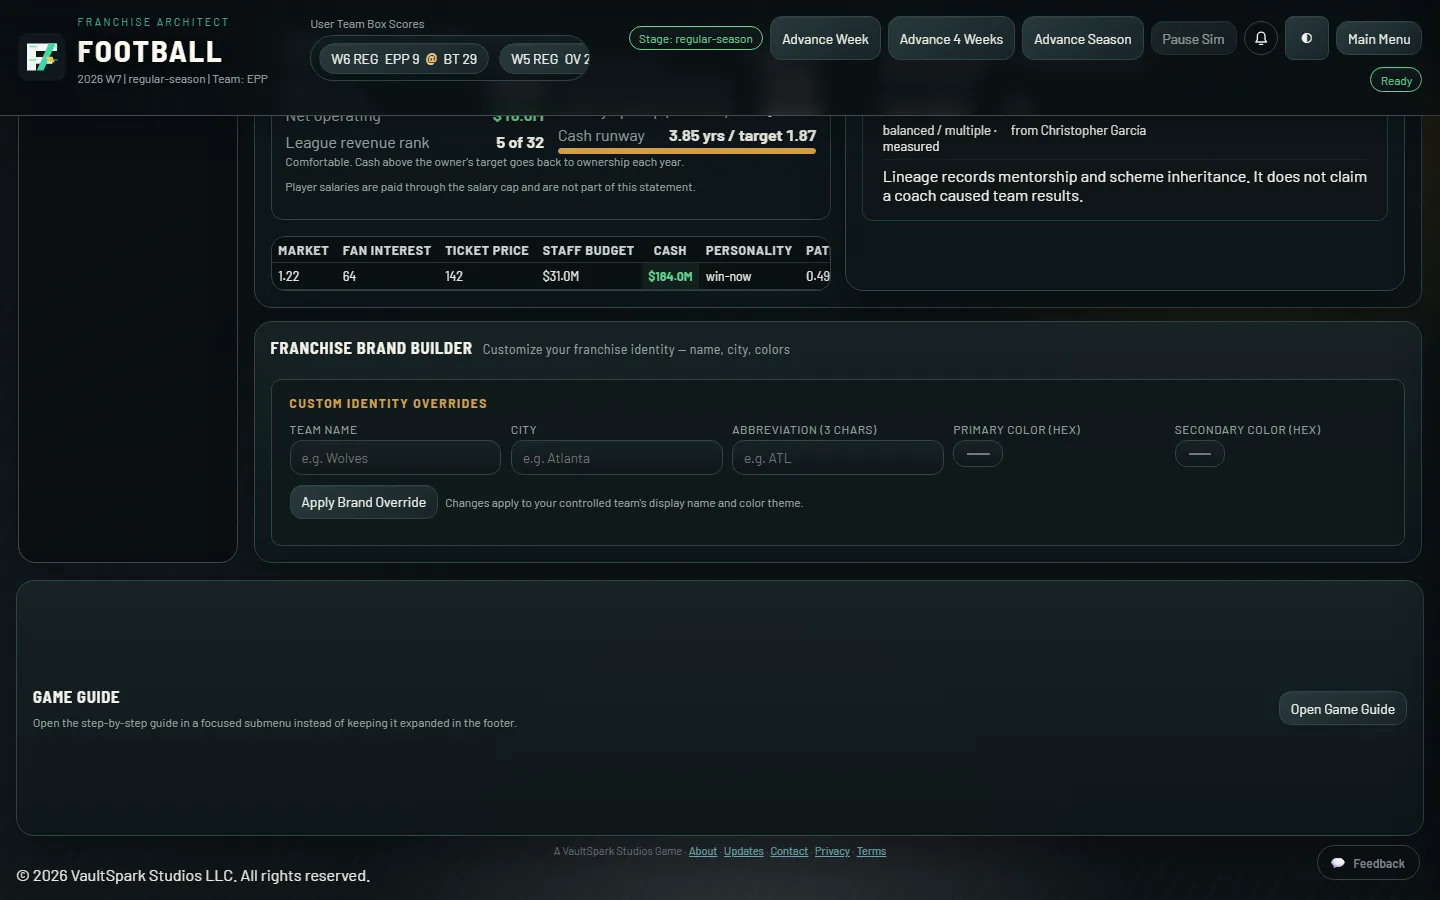 FRANCHISE ARCHITECT
FOOTBALL
2026 W7 | regular-season | Team: EPP
User Team Box Scores
W6 REG EPP 9 @ BT 29
W5 REG OV
Stage: regular-season
Advance Week
Advance 4 Weeks
Advance Season
Pause Sim
Main Menu
Ready
Net operating
League revenue rank 5 of 32
Cash runway 3.85 yrs / target 1.87
Comfortable. Cash above the owner's target goes back to ownership each year.
Player salaries are paid through the salary cap and are not part of this statement.
MARKET FAN INTEREST TICKET PRICE STAFF BUDGET CASH PERSONALITY PAT
1.22 64 142 $31.0M $184.0M win-now 0.49
balanced / multiple · from Christopher García
measured
Lineage records mentorship and scheme inheritance. It does not claim
a coach caused team results.
FRANCHISE BRAND BUILDER Customize your franchise identity — name, city, colors
CUSTOM IDENTITY OVERRIDES
TEAM NAME CITY ABBREVIATION (3 CHARS) PRIMARY COLOR (HEX) SECONDARY COLOR (HEX)
e.g. Wolves e.g. Atlanta e.g. ATL
Apply Brand Override Changes apply to your controlled team's display name and color theme.
GAME GUIDE
Open the step-by-step guide in a focused submenu instead of keeping it expanded in the footer.
Open Game Guide
A VaultSpark Studios Game · About · Updates · Contact · Privacy · Terms
Feedback
© 2026 VaultSpark Studios LLC. All rights reserved.